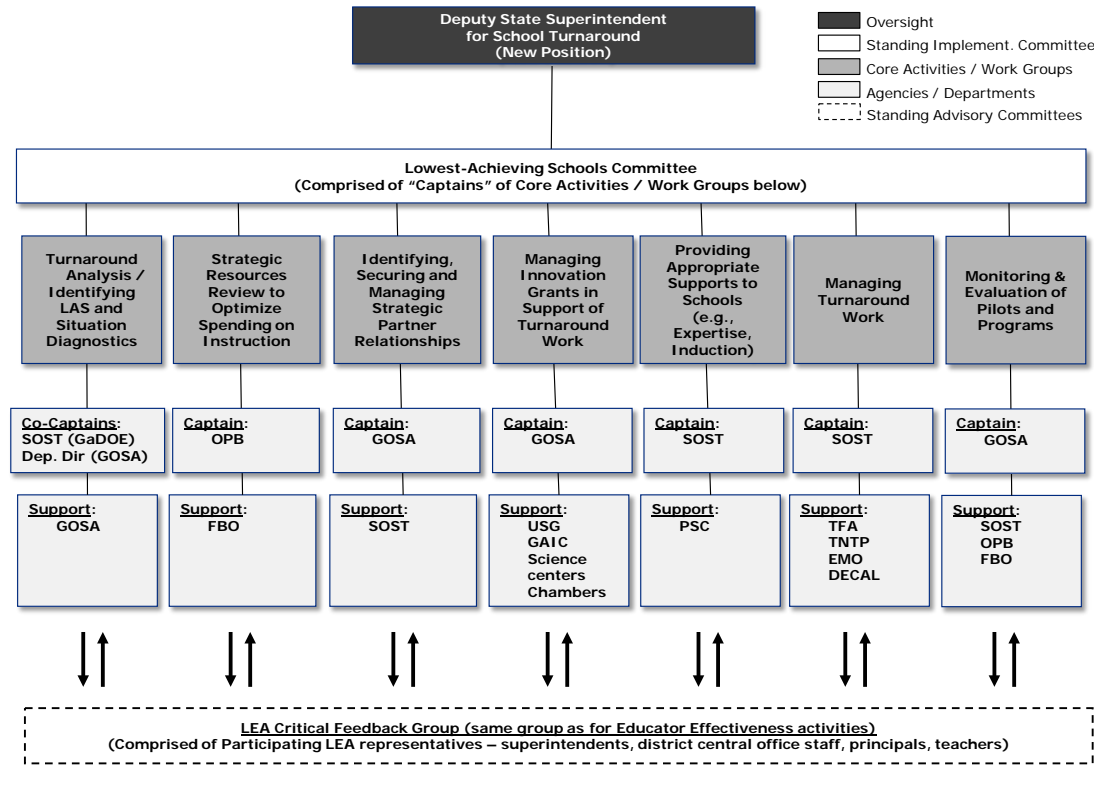 Deputy State Superintendent
for School Turnaround
(New Position)
Oversight
Standing Implement. Committee
Core Activities / Work Groups
Agencies / Departments
Standing Advisory Committees
Lowest-Achieving Schools Committee
(Comprised of “Captains” of Core Activities / Work Groups below)
Turnaround
Analysis /
Identifying
LAS and
Situation
Diagnostics
Strategic
Resources
Review to
Optimize
Spending on
Instruction
Identifying,
Securing and
Managing
Strategic
Partner
Relationships
Managing
Innovation
Grants in
Support of
Turnaround
Work
Providing
Appropriate
Supports to
Schools
(e.g.,
Expertise,
Induction)
Managing
Turnaround
Work
Monitoring &
Evaluation of
Pilots and
Programs
Co-Captains:
SOST (GaDOE)
Dep. Dir (GOSA)
Captain:
OPB
Captain:
GOSA
Captain:
GOSA
Captain:
SOST
Captain:
SOST
Captain:
GOSA
Support:
GOSA
Support:
FBO
Support:
SOST
Support:
USG
GAIC
Science
centers
Chambers
Support:
PSC
Support:
TFA
TNTP
EMO
DECAL
Support:
SOST
OPB
FBO
LEA Critical Feedback Group (same group as for Educator Effectiveness activities)
(Comprised of Participating LEA representatives – superintendents, district central office staff, principals, teachers)